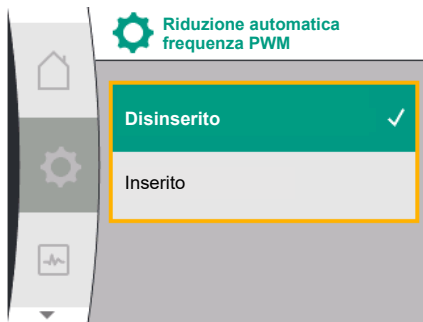 Riduzione automatica
frequenza PWM
Disinserito
Inserito